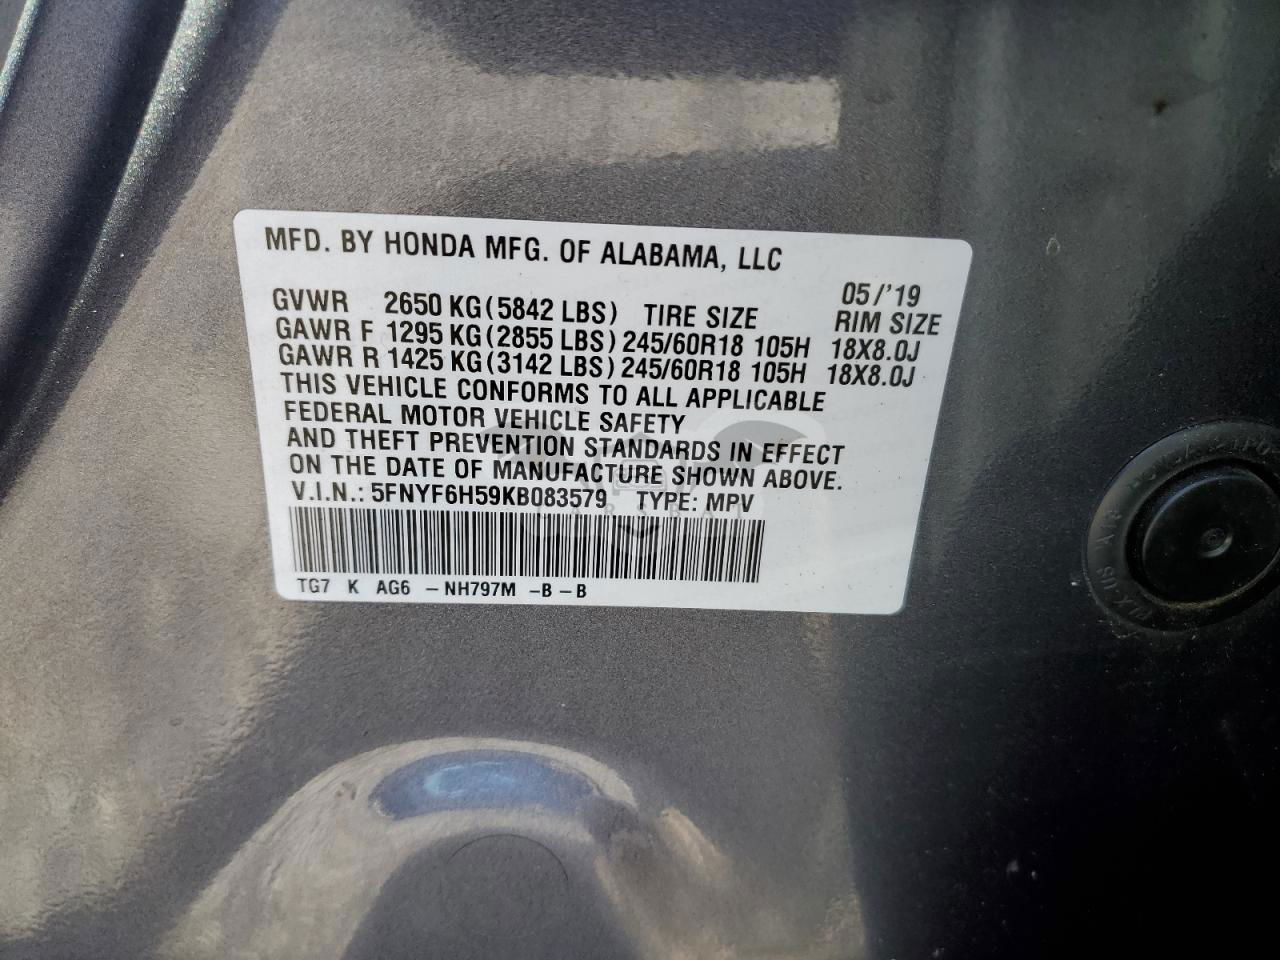 MFD. BY HONDA MFG. OF ALABAMA, LLC
05/'19
GVWR 2650 KG (5842 LBS) TIRE SIZE RIM SIZE
GAWR F 1295 KG (2855 LBS) 245/60R18 105H 18X8.0J
GAWR R 1425 KG (3142 LBS) 245/60R18 105H 18X8.0J
THIS VEHICLE CONFORMS TO ALL APPLICABLE
FEDERAL MOTOR VEHICLE SAFETY
AND THEFT PREVENTION STANDARDS IN EFFECT
ON THE DATE OF MANUFACTURE SHOWN ABOVE.
V.I.N.: 5FNYF6H59KB083579 TYPE: MPV
TG7 K AG6 – NH797M – B – B